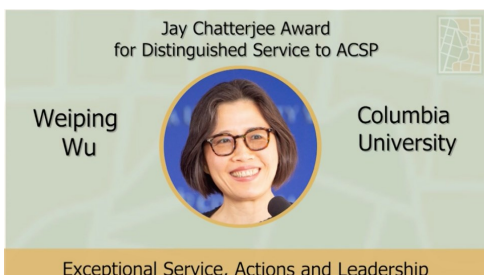 Jay Chatterjee Award
for Distinguished Service to ACSP
Weiping
Wu
Columbia
University
Exceptional Service, Actions and Leadership